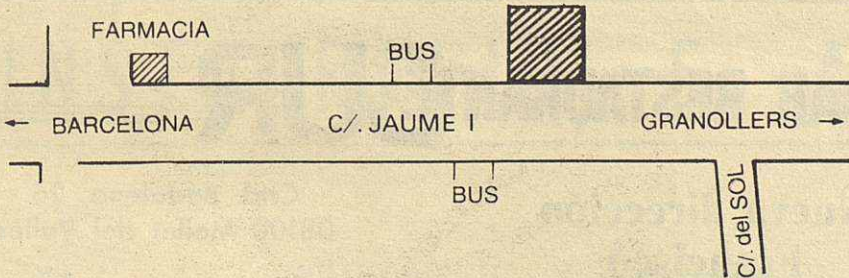 FARMACIA
BUS
← BARCELONA C/. JAUME I GRANOLLERS →
BUS
C/. del SOL